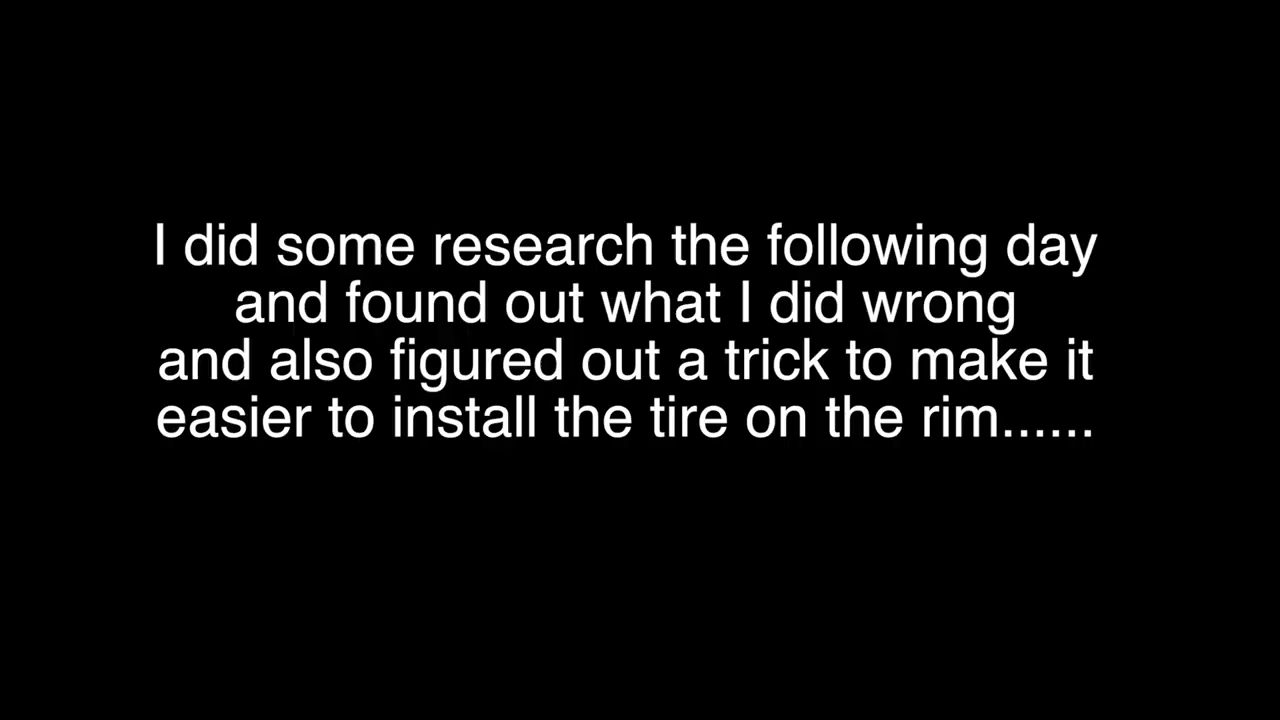 I did some research the following day
and found out what I did wrong
and also figured out a trick to make it
easier to install the tire on the rim......